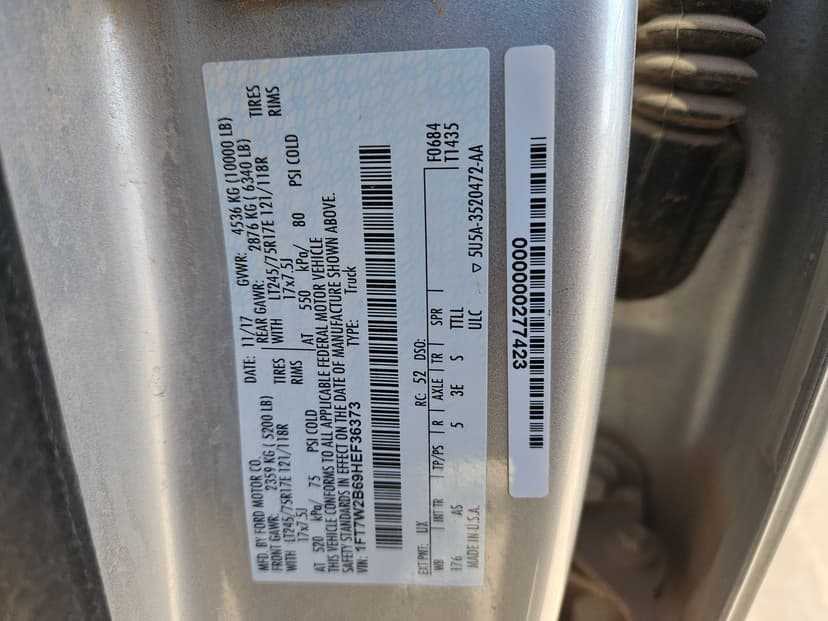 MFD. BY FORD MOTOR CO.
DATE: 11/17 GVWR: 4536 KG (10000 LB)
FRONT GAWR: 2359 KG ( 5200 LB) REAR GAWR: 2876 KG ( 6340 LB)
WITH LT245/75R17E 121/118R TIRES WITH LT245/75R17E 121/118R TIRES
17x7.5J RIMS 17x7.5J RIMS
AT 520 kPa/ 75 PSI COLD AT 550 kPa/ 80 PSI COLD
THIS VEHICLE CONFORMS TO ALL APPLICABLE FEDERAL MOTOR VEHICLE
SAFETY STANDARDS IN EFFECT ON THE DATE OF MANUFACTURE SHOWN ABOVE.
VIN: 1FT7W2B69HEF36373 TYPE: Truck
EXT PNT: UX RC: 52 DSO: F0684
WB INT TR TP/PS R AXLE TR SPR T1435
176 AS 5 3E S TTLL
MADE IN U.S.A. ULC ▽ 5U5A-3520472-AA
000000277423